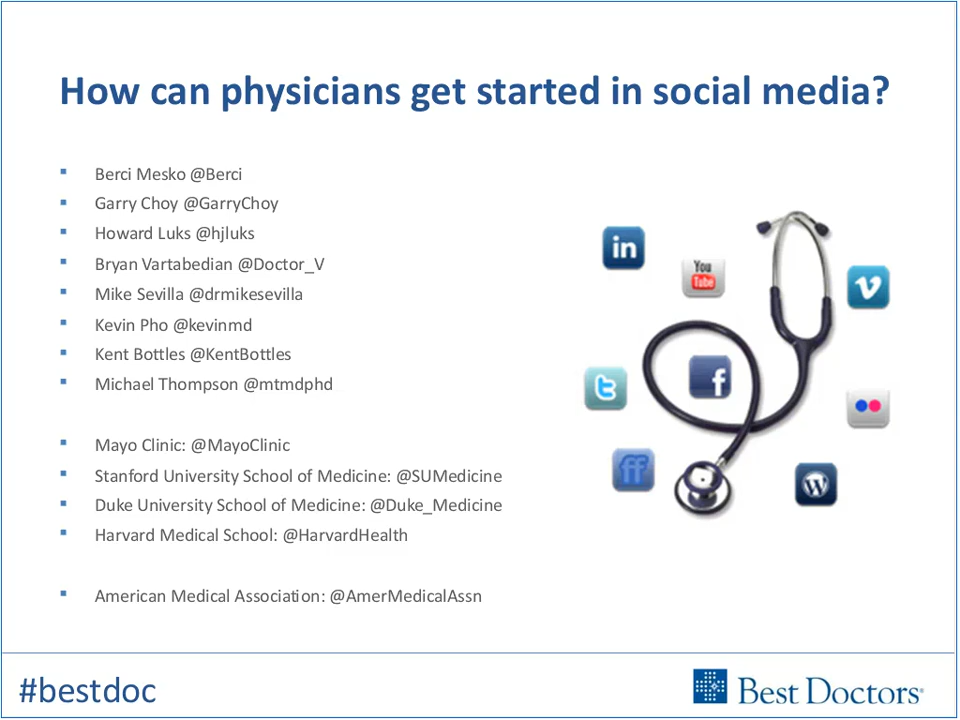 How can physicians get started in social media?
▪ Berci Mesko @Berci
▪ Garry Choy @GarryChoy
▪ Howard Luks @hjluks
▪ Bryan Vartabedian @Doctor_V
▪ Mike Sevilla @drmikesevilla
▪ Kevin Pho @kevinmd
▪ Kent Bottles @KentBottles
▪ Michael Thompson @mtmdphd
▪ Mayo Clinic: @MayoClinic
▪ Stanford University School of Medicine: @SUMedicine
▪ Duke University School of Medicine: @Duke_Medicine
▪ Harvard Medical School: @HarvardHealth
▪ American Medical Association: @AmerMedicalAssn
in
You
Tube
v
t
f
ff
W
#bestdoc
Best Doctors®